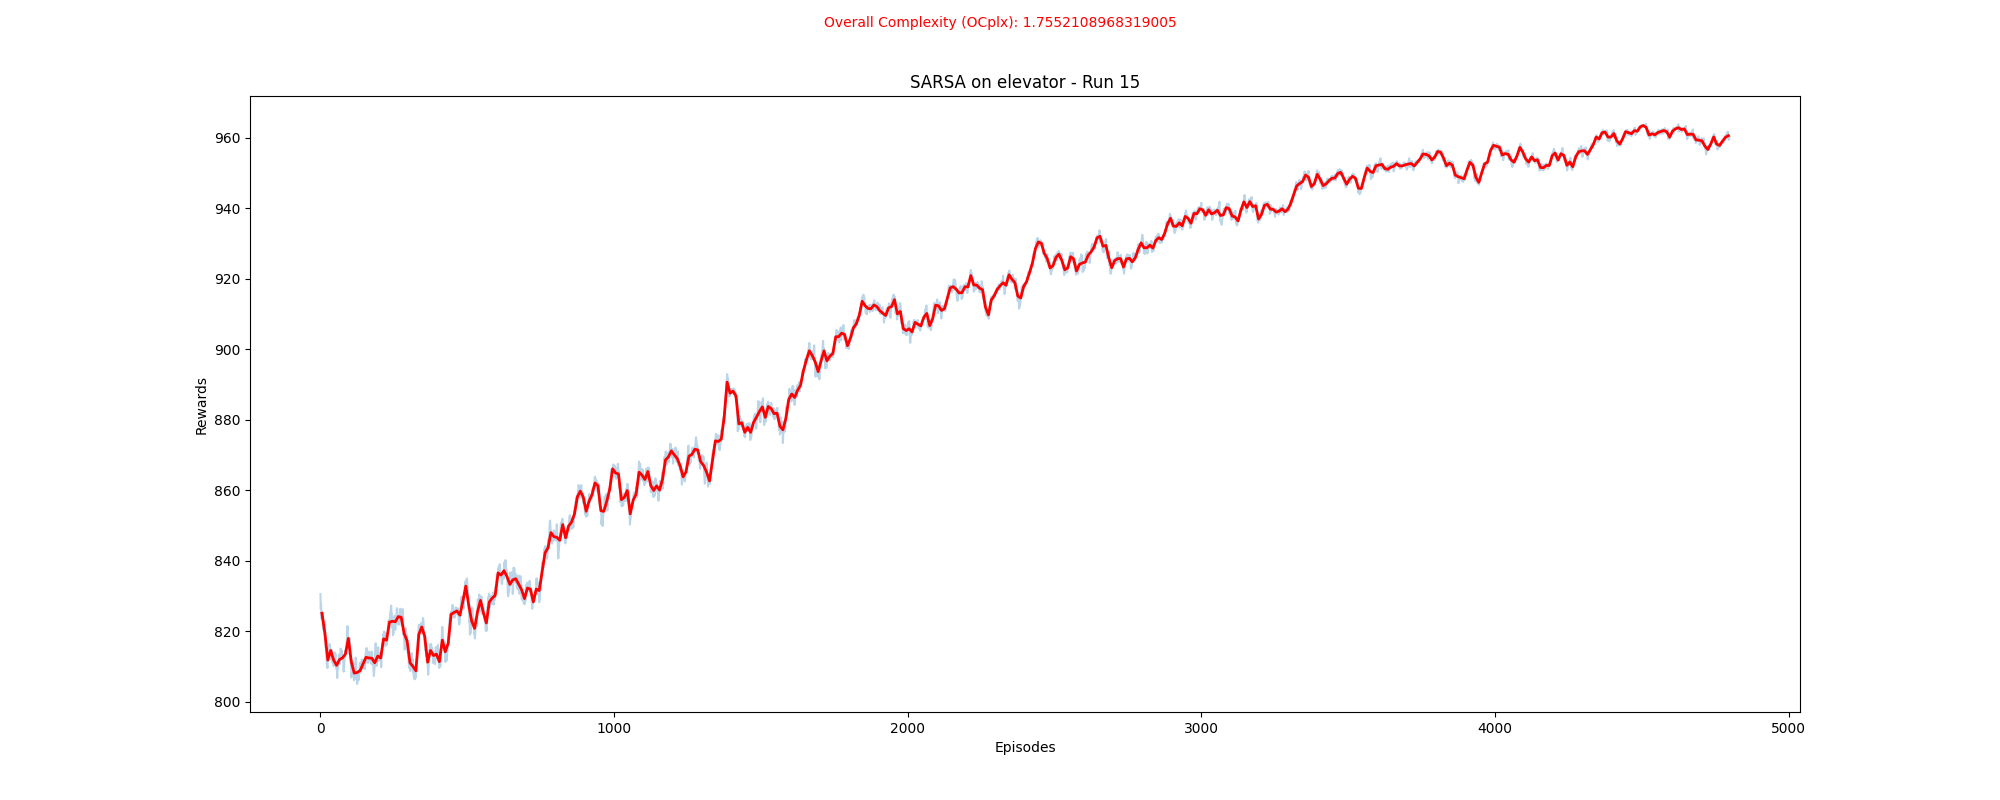 Overall Complexity (OCplx): 1.7552108968319005
SARSA on elevator - Run 15
960
940
920
900
880
860
840
820
800
Rewards
0 1000 2000 3000 4000 5000
Episodes